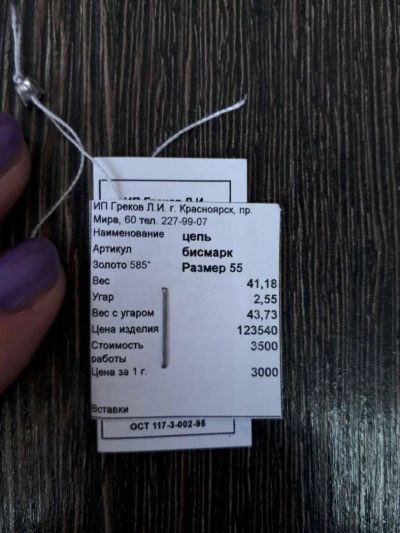 ИП Греков Л.И. г. Красноярск, пр.
Мира, 60 тел. 227-99-07
Наименование цепь
Артикул бисмарк
Золото 585° Размер 55
Вес 41,18
Угар 2,55
Вес с угаром 43,73
Цена изделия 123540
Стоимость работы 3500
Цена за 1 г. 3000
Вставки
ОСТ 117-3-002-95